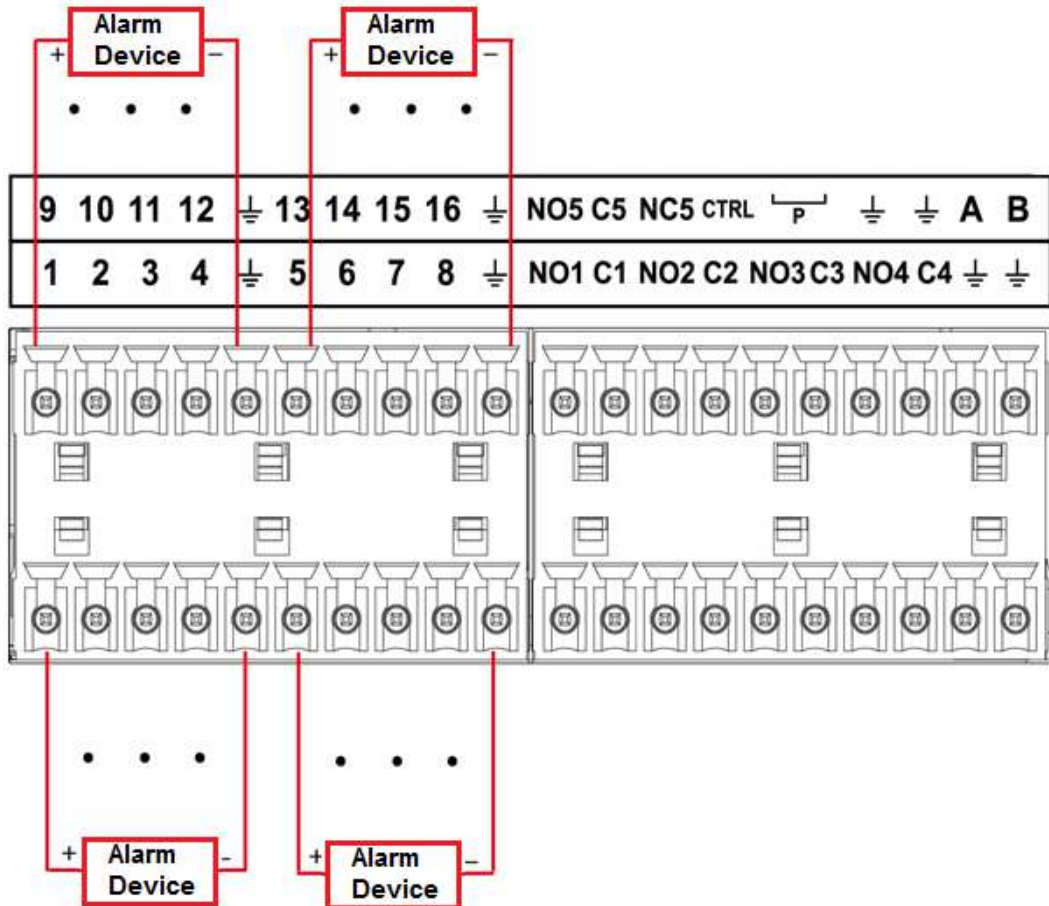 Alarm Device
Alarm Device
+ − + −
9 10 11 12 ⏚ 13 14 15 16 ⏚ NO5 C5 NC5 CTRL P ⏚ ⏚ A B
1 2 3 4 ⏚ 5 6 7 8 ⏚ NO1 C1 NO2 C2 NO3 C3 NO4 C4 ⏚ ⏚
+ - + −
Alarm Device
Alarm Device